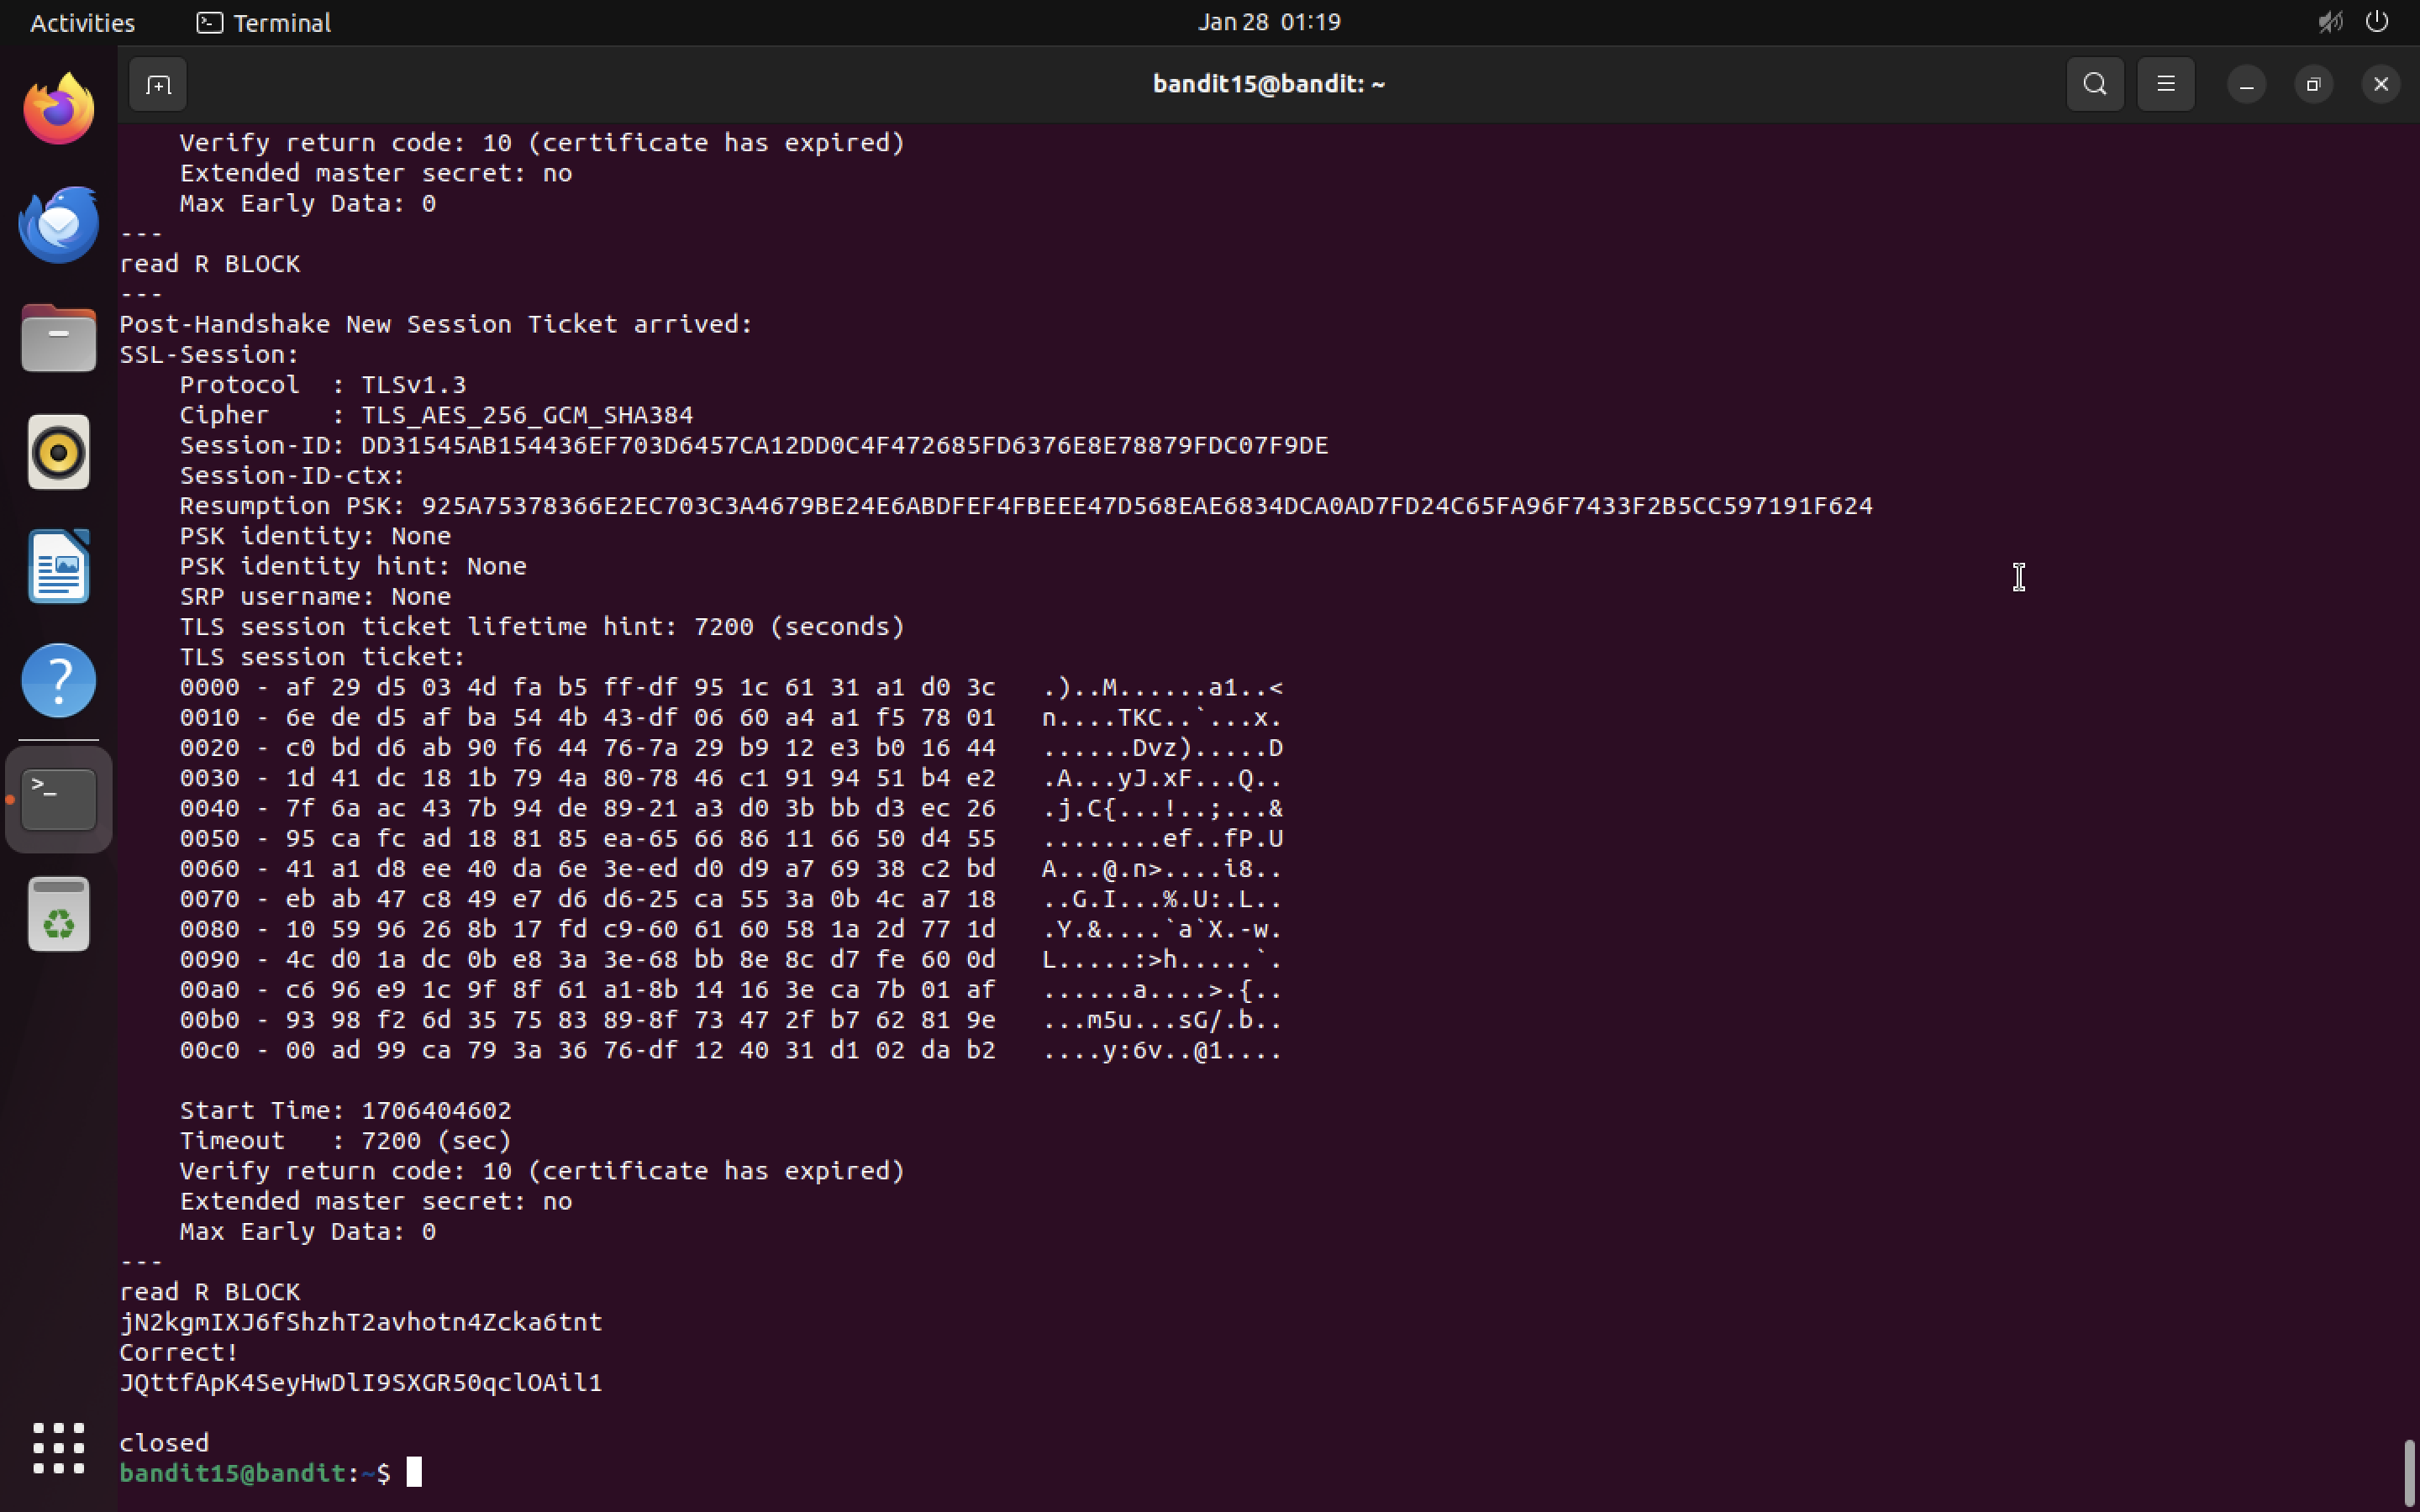 Activities Terminal Jan 28 01:19
bandit15@bandit: ~
    Verify return code: 10 (certificate has expired)
    Extended master secret: no
    Max Early Data: 0
---
read R BLOCK
---
Post-Handshake New Session Ticket arrived:
SSL-Session:
    Protocol  : TLSv1.3
    Cipher    : TLS_AES_256_GCM_SHA384
    Session-ID: DD31545AB154436EF703D6457CA12DD0C4F472685FD6376E8E78879FDC07F9DE
    Session-ID-ctx:
    Resumption PSK: 925A75378366E2EC703C3A4679BE24E6ABDFEF4FBEEE47D568EAE6834DCA0AD7FD24C65FA96F7433F2B5CC597191F624
    PSK identity: None
    PSK identity hint: None
    SRP username: None
    TLS session ticket lifetime hint: 7200 (seconds)
    TLS session ticket:
    0000 - af 29 d5 03 4d fa b5 ff-df 95 1c 61 31 a1 d0 3c   .)..M......a1..<
    0010 - 6e de d5 af ba 54 4b 43-df 06 60 a4 a1 f5 78 01   n....TKC..`...x.
    0020 - c0 bd d6 ab 90 f6 44 76-7a 29 b9 12 e3 b0 16 44   ......Dvz).....D
    0030 - 1d 41 dc 18 1b 79 4a 80-78 46 c1 91 94 51 b4 e2   .A...yJ.xF...Q..
    0040 - 7f 6a ac 43 7b 94 de 89-21 a3 d0 3b bb d3 ec 26   .j.C{...!..;...&
    0050 - 95 ca fc ad 18 81 85 ea-65 66 86 11 66 50 d4 55   ........ef..fP.U
    0060 - 41 a1 d8 ee 40 da 6e 3e-ed d0 d9 a7 69 38 c2 bd   A...@.n>....i8..
    0070 - eb ab 47 c8 49 e7 d6 d6-25 ca 55 3a 0b 4c a7 18   ..G.I...%.U:.L..
    0080 - 10 59 96 26 8b 17 fd c9-60 61 60 58 1a 2d 77 1d   .Y.&....`a`X.-w.
    0090 - 4c d0 1a dc 0b e8 3a 3e-68 bb 8e 8c d7 fe 60 0d   L.....:>h.....`.
    00a0 - c6 96 e9 1c 9f 8f 61 a1-8b 14 16 3e ca 7b 01 af   ......a....>.{..
    00b0 - 93 98 f2 6d 35 75 83 89-8f 73 47 2f b7 62 81 9e   ...m5u...sG/.b..
    00c0 - 00 ad 99 ca 79 3a 36 76-df 12 40 31 d1 02 da b2   ....y:6v..@1....

    Start Time: 1706404602
    Timeout   : 7200 (sec)
    Verify return code: 10 (certificate has expired)
    Extended master secret: no
    Max Early Data: 0
---
read R BLOCK
jN2kgmIXJ6fShzhT2avhotn4Zcka6tnt
Correct!
JQttfApK4SeyHwDlI9SXGR50qclOAil1

closed
bandit15@bandit:~$